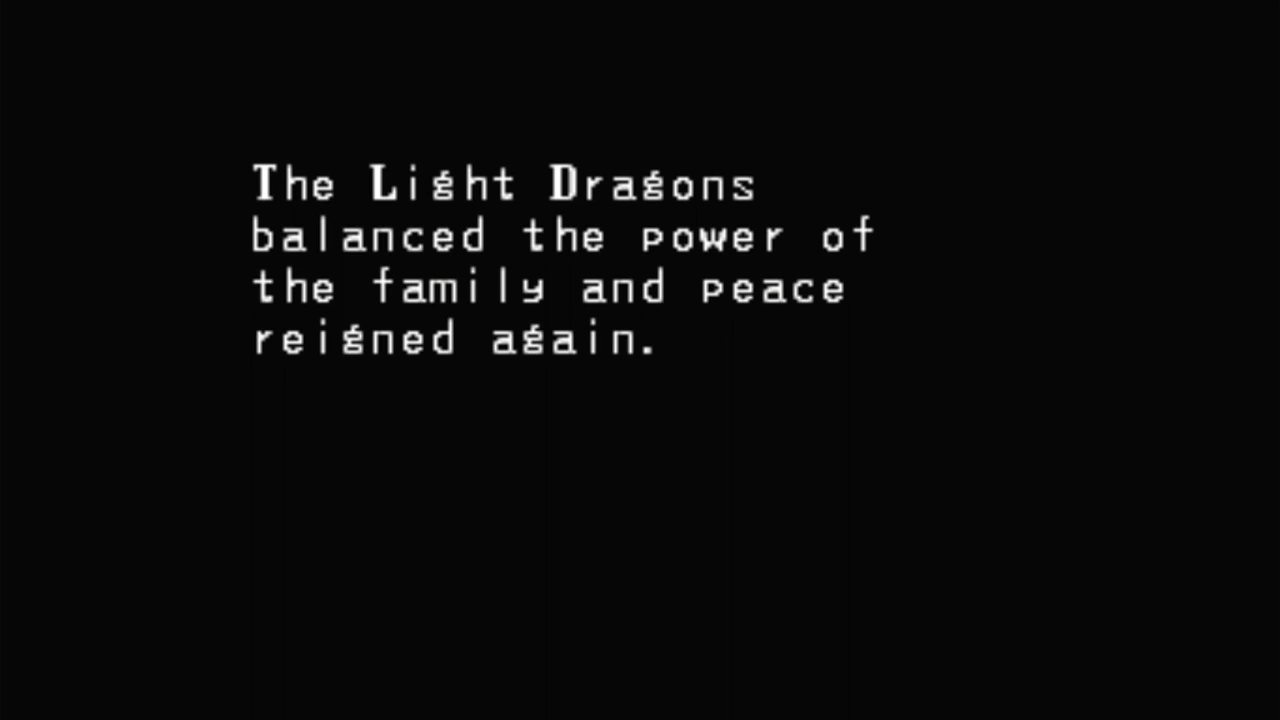 The Light Dragons
balanced the power of
the family and peace
reigned again.